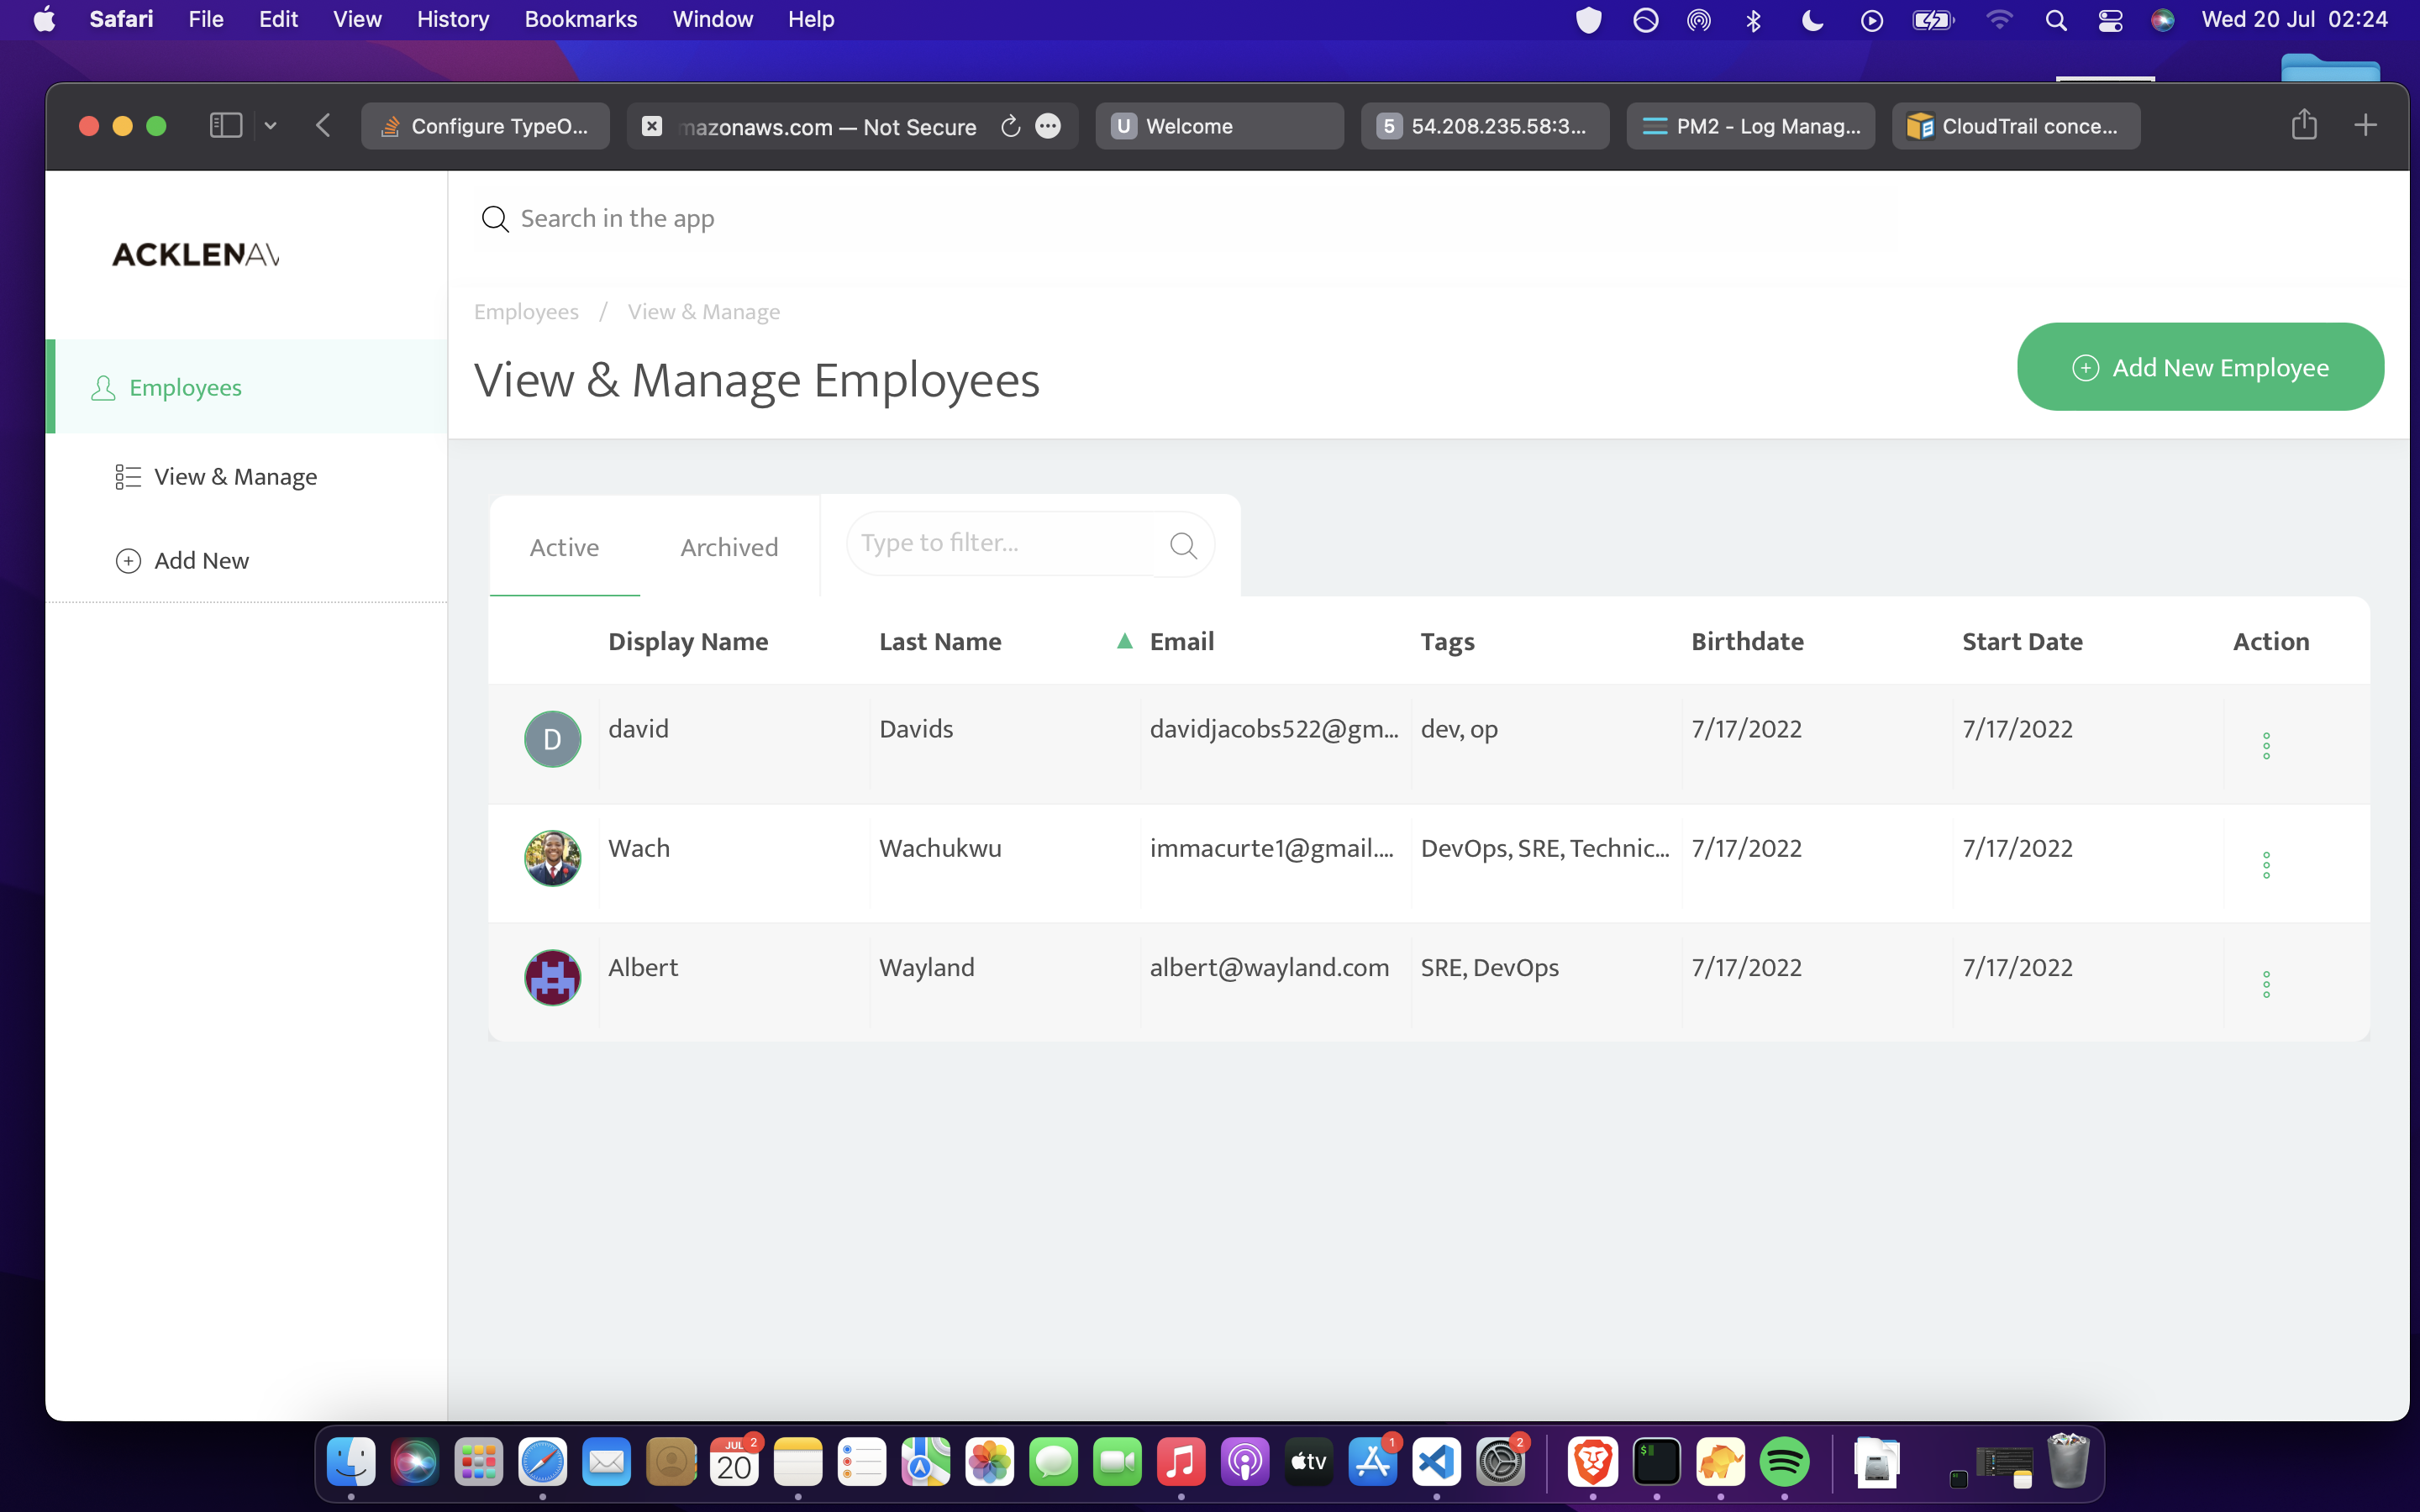 Safari File Edit View History Bookmarks Window Help Wed 20 Jul 02:24
Configure TypeO... mazonaws.com — Not Secure U Welcome 5 54.208.235.58:3... PM2 - Log Manag... CloudTrail conce...
Search in the app
ACKLENAV
Employees / View & Manage
View & Manage Employees
Add New Employee
Employees
View & Manage
Add New
Active Archived Type to filter...
Display Name Last Name Email Tags Birthdate Start Date Action
D david Davids davidjacobs522@gm... dev, op 7/17/2022 7/17/2022
Wach Wachukwu immacurte1@gmail.... DevOps, SRE, Technic... 7/17/2022 7/17/2022
Albert Wayland albert@wayland.com SRE, DevOps 7/17/2022 7/17/2022
JUL 2
20
tv
1
2
$